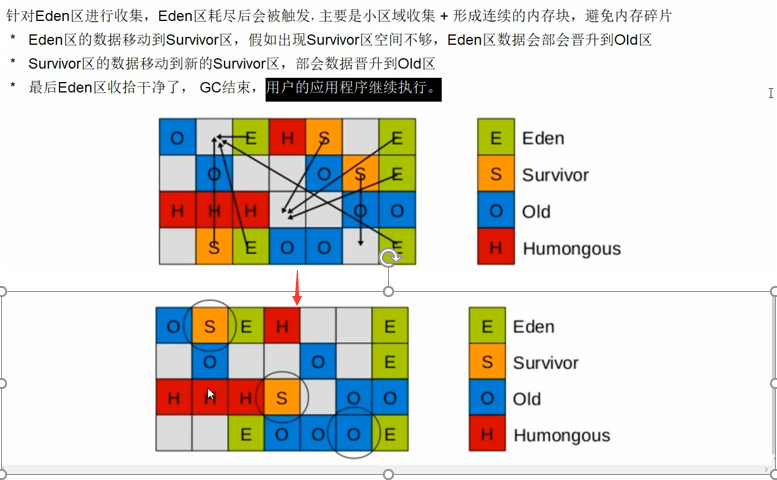 针对Eden区进行收集，Eden区耗尽后会被触发. 主要是小区域收集 + 形成连续的内存块，避免内存碎片
* Eden区的数据移动到Survivor区，假如出现Survivor区空间不够，Eden区数据会部会晋升到Old区
* Survivor区的数据移动到新的Survivor区，部会数据晋升到Old区
* 最后Eden区收拾干净了， GC结束，用户的应用程序继续执行。
O E H S E E Eden
O O S E S Survivor
H H H O O O Old
S E O O E H Humongous
O S E H E E Eden
O O E S Survivor
H H H S O O O Old
E O O O E H Humongous